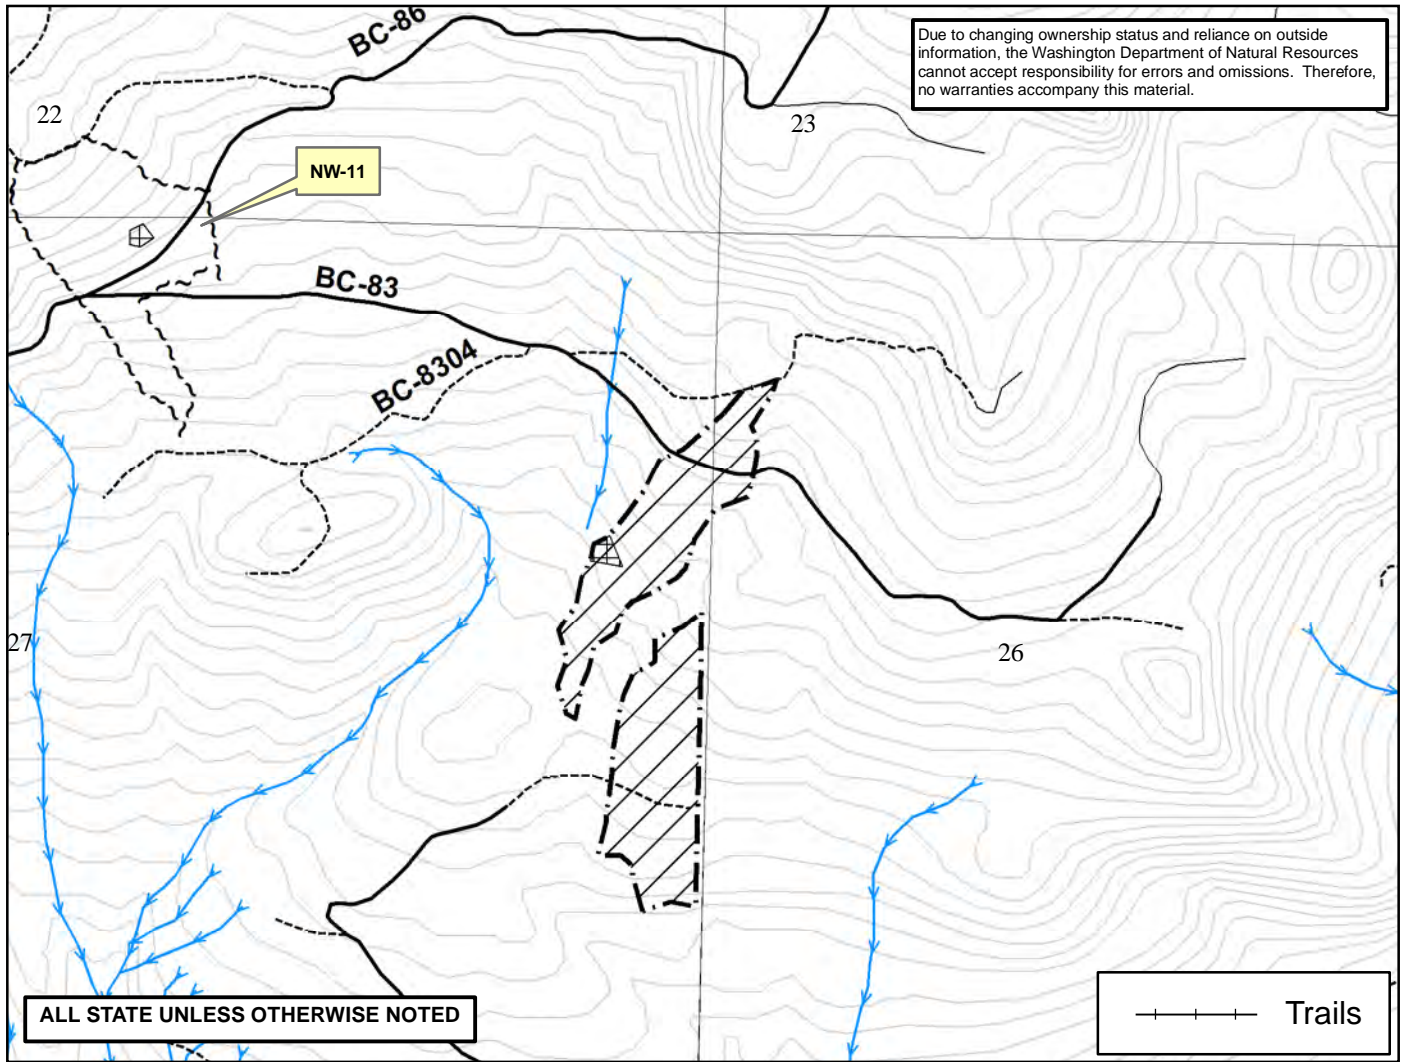 BC-86
Due to changing ownership status and reliance on outside
information, the Washington Department of Natural Resources
cannot accept responsibility for errors and omissions. Therefore,
no warranties accompany this material.
22
23
NW-11
BC-83
BC-8304
27
26
ALL STATE UNLESS OTHERWISE NOTED
Trails